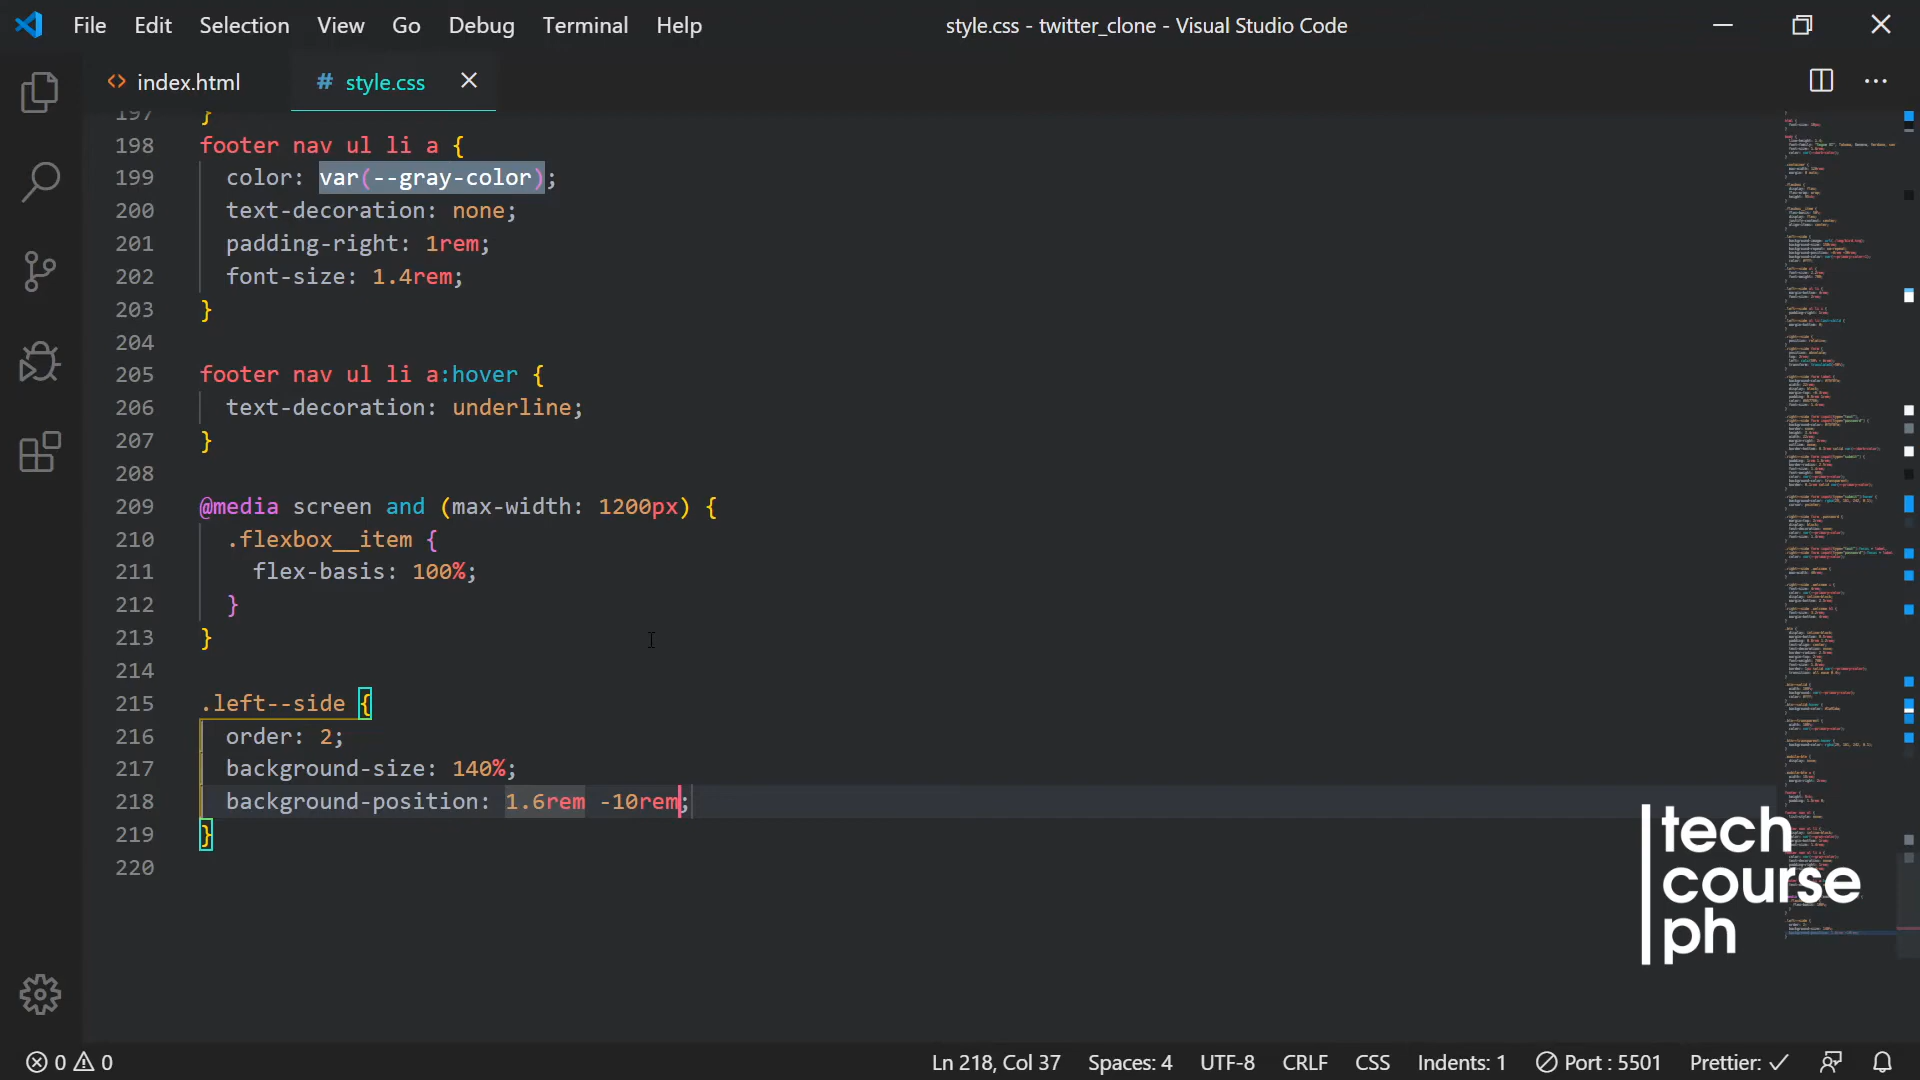 File Edit Selection View Go Debug Terminal Help style.css - twitter_clone - Visual Studio Code
index.html # style.css
197 }
198 footer nav ul li a {
199 color: var(--gray-color);
200 text-decoration: none;
201 padding-right: 1rem;
202 font-size: 1.4rem;
203 }
204
205 footer nav ul li a:hover {
206 text-decoration: underline;
207 }
208
209 @media screen and (max-width: 1200px) {
210 .flexbox__item {
211 flex-basis: 100%;
212 }
213 }
214
215 .left--side {
216 order: 2;
217 background-size: 140%;
218 background-position: 1.6rem -10rem;
219 }
220
tech
course
ph
0 0 Ln 218, Col 37 Spaces: 4 UTF-8 CRLF CSS Indents: 1 Port : 5501 Prettier: ✓